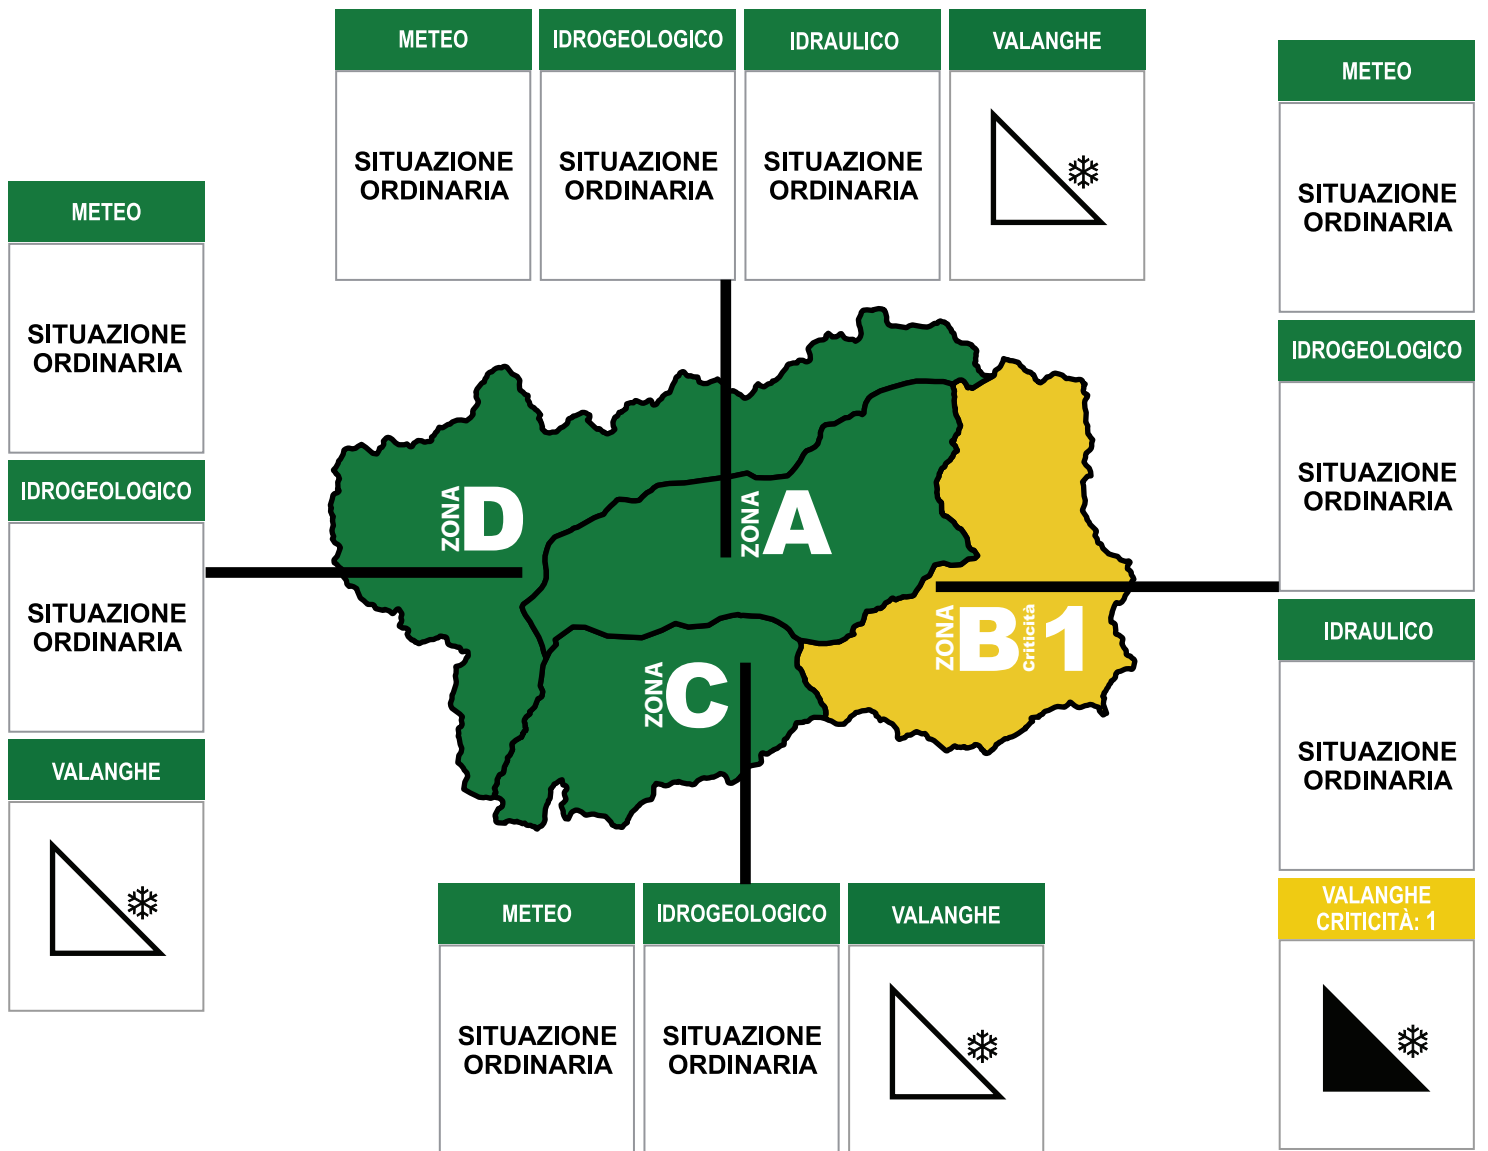 METEO
SITUAZIONE
ORDINARIA
IDROGEOLOGICO
SITUAZIONE
ORDINARIA
IDRAULICO
SITUAZIONE
ORDINARIA
VALANGHE
METEO
SITUAZIONE
ORDINARIA
IDROGEOLOGICO
SITUAZIONE
ORDINARIA
VALANGHE
ZONA D
ZONA A
ZONA B Criticità 1
ZONA C
METEO
SITUAZIONE
ORDINARIA
IDROGEOLOGICO
SITUAZIONE
ORDINARIA
IDRAULICO
SITUAZIONE
ORDINARIA
VALANGHE
CRITICITÀ: 1
METEO
SITUAZIONE
ORDINARIA
IDROGEOLOGICO
SITUAZIONE
ORDINARIA
VALANGHE